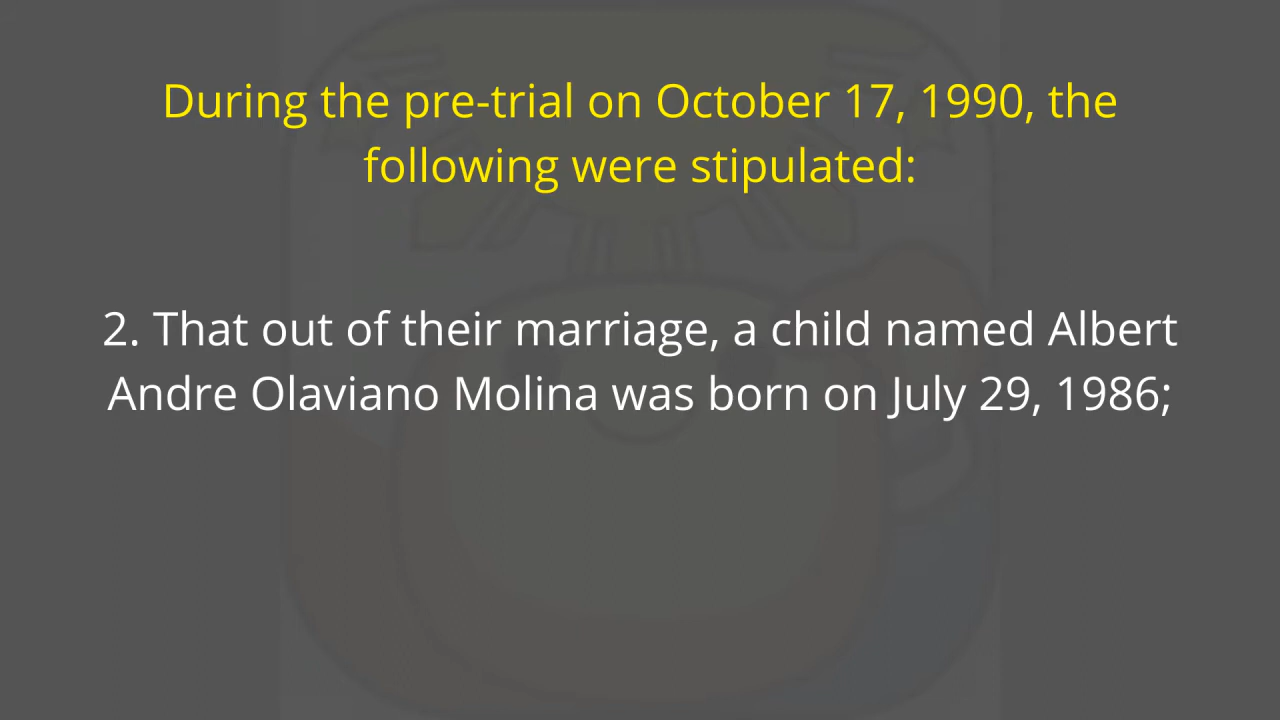 During the pre-trial on October 17, 1990, the
following were stipulated:
2. That out of their marriage, a child named Albert
Andre Olaviano Molina was born on July 29, 1986;